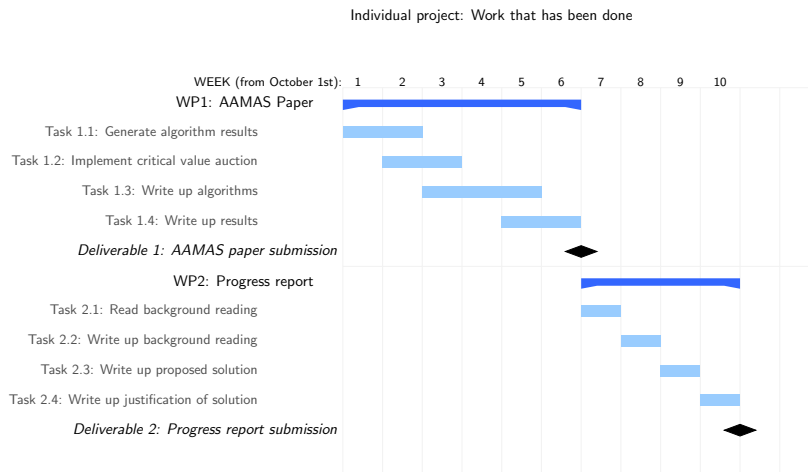 Individual project: Work that has been done
WEEK (from October 1st): 1 2 3 4 5 6 7 8 9 10
WP1: AAMAS Paper
Task 1.1: Generate algorithm results
Task 1.2: Implement critical value auction
Task 1.3: Write up algorithms
Task 1.4: Write up results
Deliverable 1: AAMAS paper submission
WP2: Progress report
Task 2.1: Read background reading
Task 2.2: Write up background reading
Task 2.3: Write up proposed solution
Task 2.4: Write up justification of solution
Deliverable 2: Progress report submission